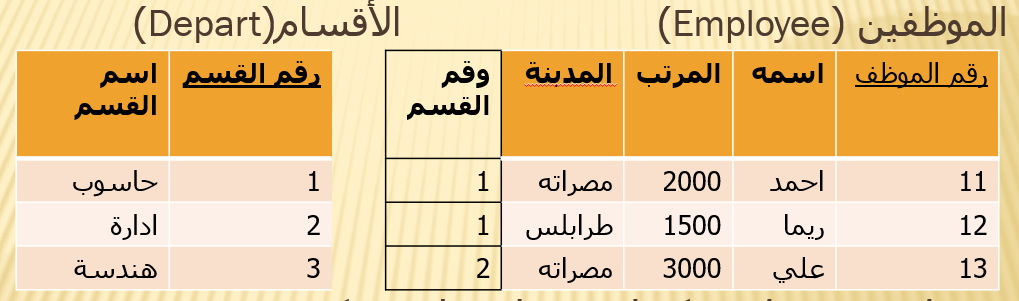 الموظفين (Employee) الأقسام(Depart)
رقم الموظف اسمه المرتب المدبنة وقم القسم
11 احمد 2000 مصراته 1
12 ريما 1500 طرابلس 1
13 علي 3000 مصراته 2
رقم القسم اسم القسم
1 حاسوب
2 ادارة
3 هندسة